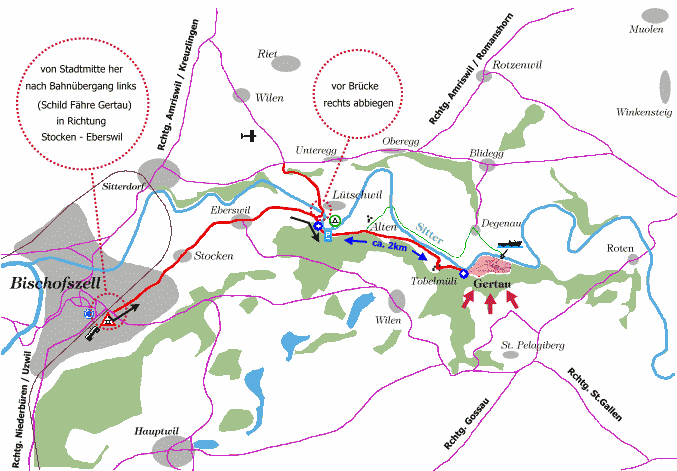 von Stadtmitte her
nach Bahnübergang links
(Schild Fähre Gertau)
in Richtung
Stocken - Eberswil
vor Brücke
rechts abbiegen
Rchtg. Amriswil / Kreuzlingen
Riet
Wilen
Rchtg. Amriswil / Romanshorn
Muolen
Rotzenwil
Winkensteig
Unteregg
Oberegg
Blidegg
Sitterdorf
Lütschwil
Eberswil
Alten
Sitter
Degenau
ca. 2km
P
Stocken
Roten
Bischofszell
Tobelmüli
Gertau
Wilen
St. Pelagiberg
Rchtg. Niederbüren / Uzwil
Hauptwil
Rchtg. Gossau
Rchtg. St.Gallen